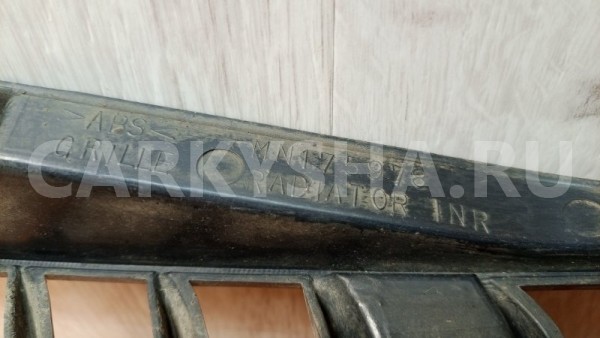 >ABS<
GRILLE RADIATOR INR
CARKYSHA.RU